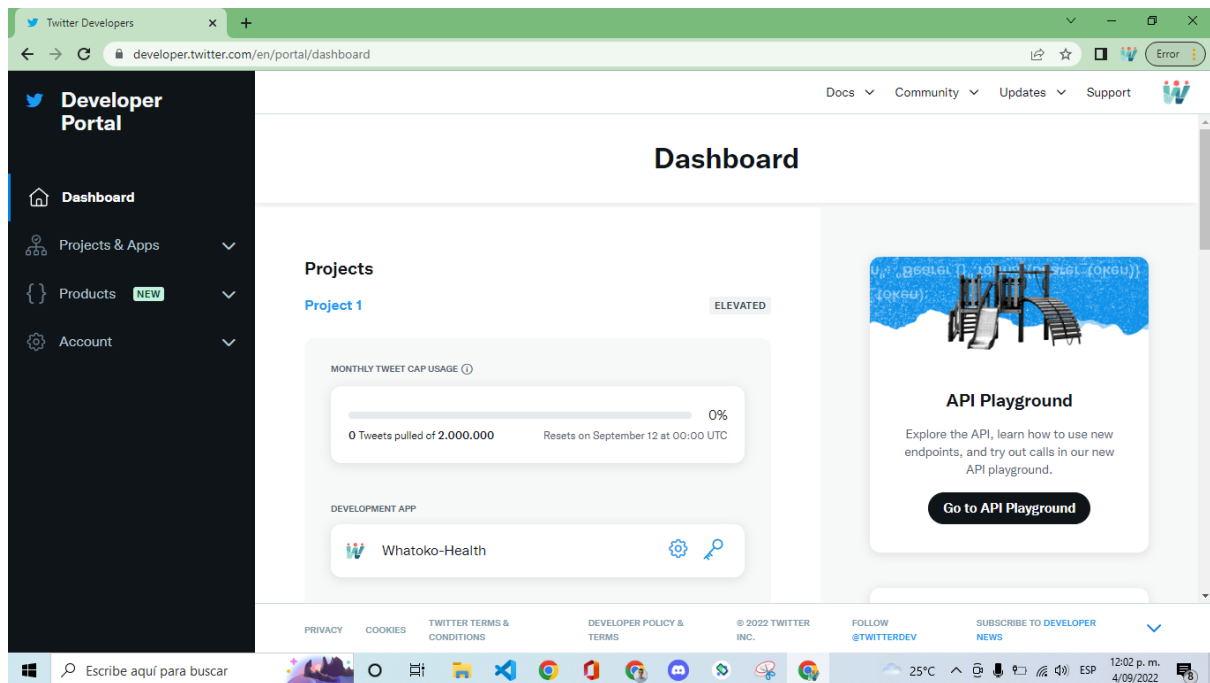 Twitter Developers
developer.twitter.com/en/portal/dashboard
Error
Developer
Portal
Dashboard
Projects & Apps
Products NEW
Account
Docs Community Updates Support
Dashboard
Projects
Project 1 ELEVATED
MONTHLY TWEET CAP USAGE
0%
0 Tweets pulled of 2.000.000 Resets on September 12 at 00:00 UTC
DEVELOPMENT APP
Whatoko-Health
API Playground
Explore the API, learn how to use new
endpoints, and try out calls in our new
API playground.
Go to API Playground
PRIVACY COOKIES TWITTER TERMS & CONDITIONS DEVELOPER POLICY & TERMS © 2022 TWITTER INC. FOLLOW @TWITTERDEV SUBSCRIBE TO DEVELOPER NEWS
Escribe aquí para buscar
25°C ESP 12:02 p. m.
4/09/2022
8